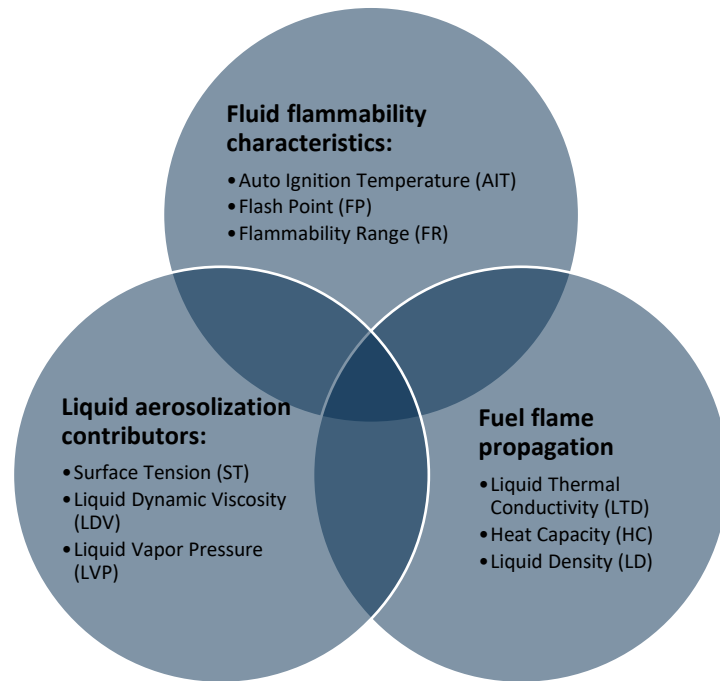 Fluid flammability
characteristics:
•Auto Ignition Temperature (AIT)
•Flash Point (FP)
•Flammability Range (FR)
Liquid aerosolization
contributors:
•Surface Tension (ST)
•Liquid Dynamic Viscosity
(LDV)
•Liquid Vapor Pressure
(LVP)
Fuel flame
propagation
•Liquid Thermal
Conductivity (LTD)
•Heat Capacity (HC)
•Liquid Density (LD)